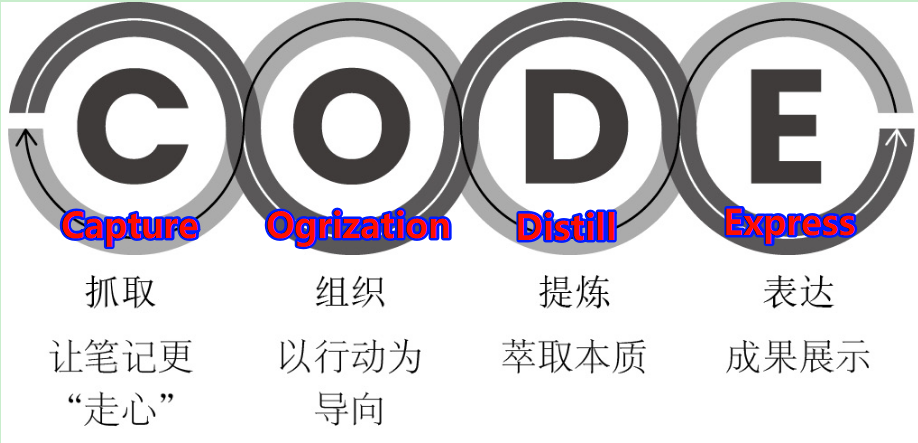 C O D E
Capture Ogrization Distill Express
抓取 组织 提炼 表达
让笔记更 以行动为 萃取本质 成果展示
“走心” 导向